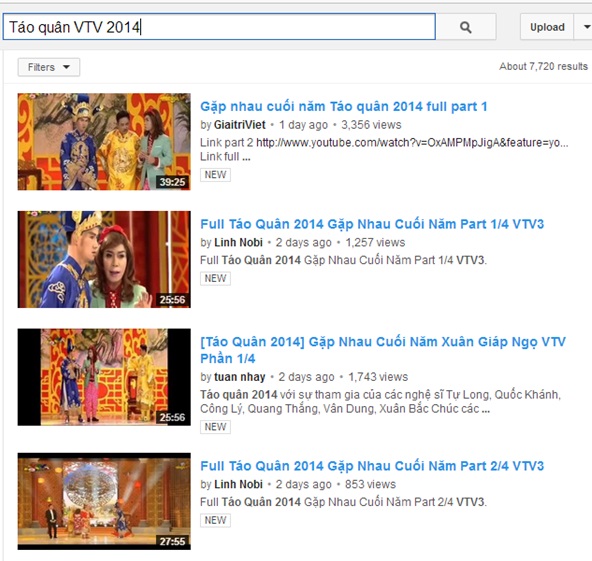 Táo quân VTV 2014
Upload
Filters
About 7,720 results
Gặp nhau cuối năm Táo quân 2014 full part 1
by GiaitriViet • 1 day ago • 3,356 views
Link part 2 http://www.youtube.com/watch?v=OxAMPMpJigA&feature=yo...
Link full ...
NEW
39:25
Full Táo Quân 2014 Gặp Nhau Cuối Năm Part 1/4 VTV3
by Linh Nobi • 2 days ago • 1,257 views
Full Táo Quân 2014 Gặp Nhau Cuối Năm Part 1/4 VTV3.
NEW
25:56
[Táo Quân 2014] Gặp Nhau Cuối Năm Xuân Giáp Ngọ VTV
Phần 1/4
by tuan nhay • 2 days ago • 1,743 views
Táo quân 2014 với sự tham gia của các nghệ sĩ Tự Long, Quốc Khánh,
Công Lý, Quang Thắng, Vân Dung, Xuân Bắc Chúc các ...
NEW
25:56
Full Táo Quân 2014 Gặp Nhau Cuối Năm Part 2/4 VTV3
by Linh Nobi • 2 days ago • 853 views
Full Táo Quân 2014 Gặp Nhau Cuối Năm Part 2/4 VTV3.
NEW
27:55